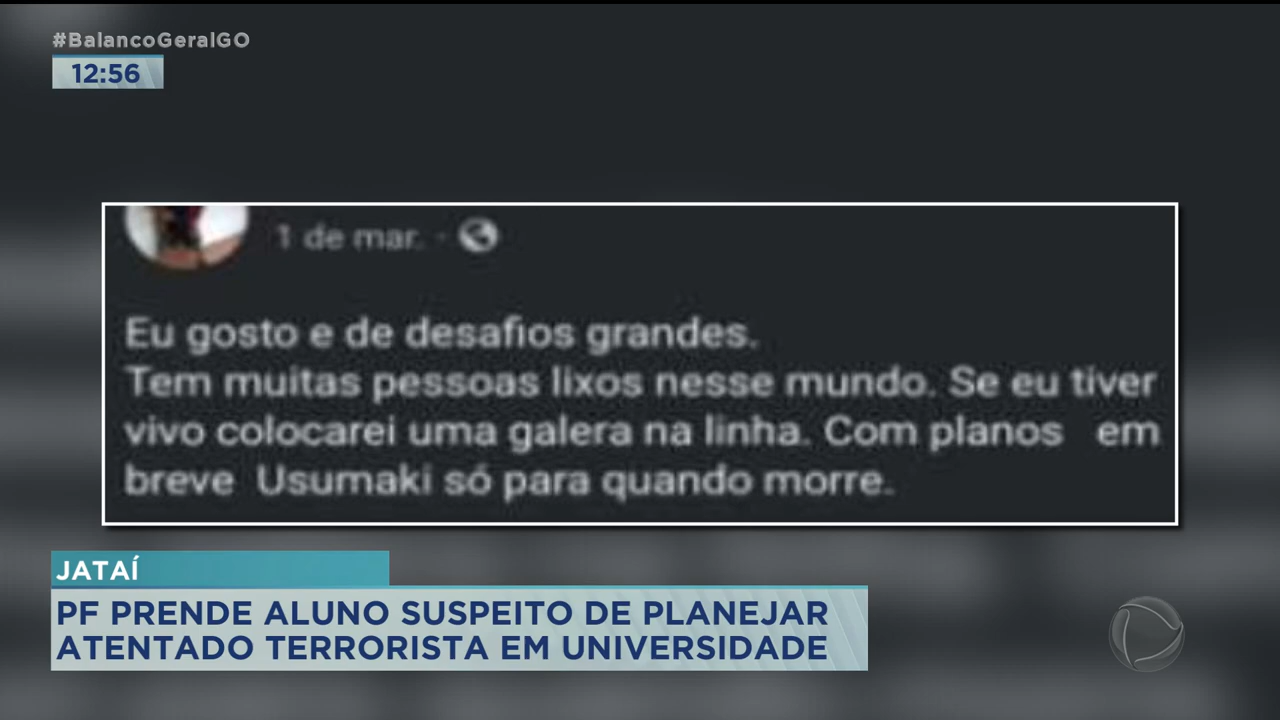 #BalancoGeralGO
12:56
1 de mar. ·
Eu gosto e de desafios grandes.
Tem muitas pessoas lixos nesse mundo. Se eu tiver
vivo colocarei uma galera na linha. Com planos em
breve Usumaki só para quando morre.
JATAÍ
PF PRENDE ALUNO SUSPEITO DE PLANEJAR
ATENTADO TERRORISTA EM UNIVERSIDADE